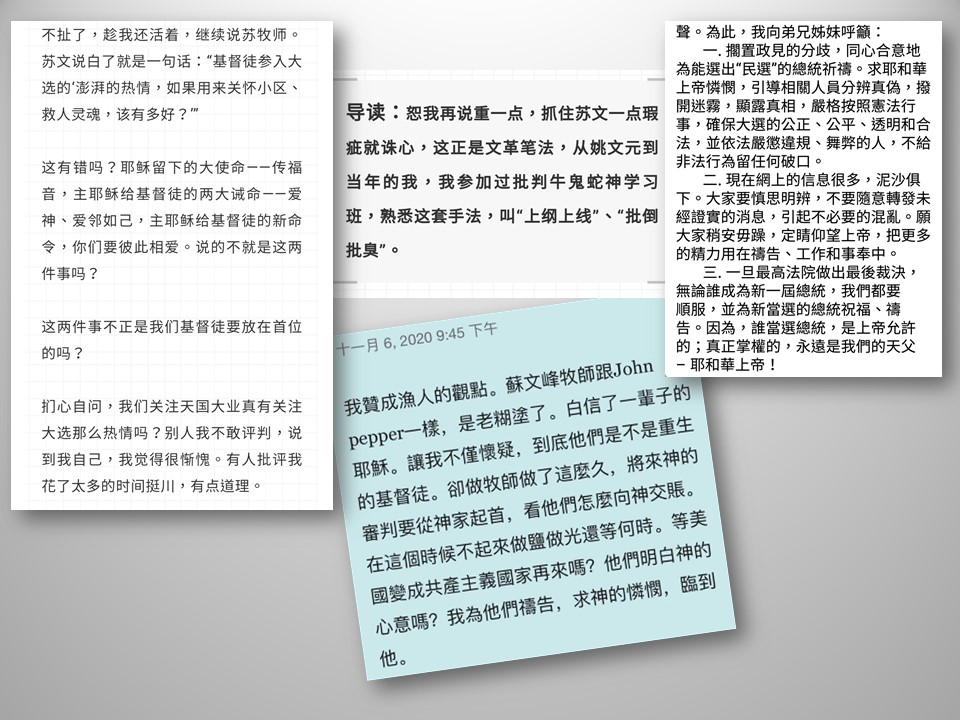 不扯了，趁我还活着，继续说苏牧师。
苏文说白了就是一句话：“基督徒参入大
选的‘澎湃的热情，如果用来关怀小区、
救人灵魂，该有多好？’”
这有错吗？耶稣留下的大使命——传福
音，主耶稣给基督徒的两大诫命——爱
神、爱邻如己，主耶稣给基督徒的新命
令，你们要彼此相爱。说的不就是这两
件事吗？
这两件事不正是我们基督徒要放在首位
的吗？
扪心自问，我们关注天国大业真有关注
大选那么热情吗？别人我不敢评判，说
到我自己，我觉得很惭愧。有人批评我
花了太多的时间挺川，有点道理。
导读：恕我再说重一点，抓住苏文一点瑕
疵就诛心，这正是文革笔法，从姚文元到
当年的我，我参加过批判牛鬼蛇神学习
班，熟悉这套手法，叫“上纲上线”、“批倒
批臭”。
聲。為此，我向弟兄姊妹呼籲：
一. 擱置政見的分歧，同心合意地
為能選出“民選”的總統祈禱。求耶和華
上帝憐憫，引導相關人員分辨真偽，撥
開迷霧，顯露真相，嚴格按照憲法行
事，確保大選的公正、公平、透明和合
法，並依法嚴懲違規、舞弊的人，不給
非法行為留任何破口。
二. 現在網上的信息很多，泥沙俱
下。大家要慎思明辨，不要隨意轉發未
經證實的消息，引起不必要的混亂。願
大家稍安毋躁，定睛仰望上帝，把更多
的精力用在禱告、工作和事奉中。
三. 一旦最高法院做出最後裁決，
無論誰成為新一屆總統，我們都要
順服，並為新當選的總統祝福、禱
告。因為，誰當選總統，是上帝允許
的；真正掌權的，永遠是我們的天父
– 耶和華上帝！
十一月 6, 2020 9:45 下午
我贊成漁人的觀點。蘇文峰牧師跟John
pepper一樣，是老糊塗了。白信了一輩子的
耶穌。讓我不僅懷疑，到底他們是不是重生
的基督徒。卻做牧師做了這麼久，將來神的
審判要從神家起首，看他們怎麼向神交賬。
在這個時候不起來做鹽做光還等何時。等美
國變成共產主義國家再來嗎？他們明白神的
心意嗎？我為他們禱告，求神的憐憫，臨到
他。